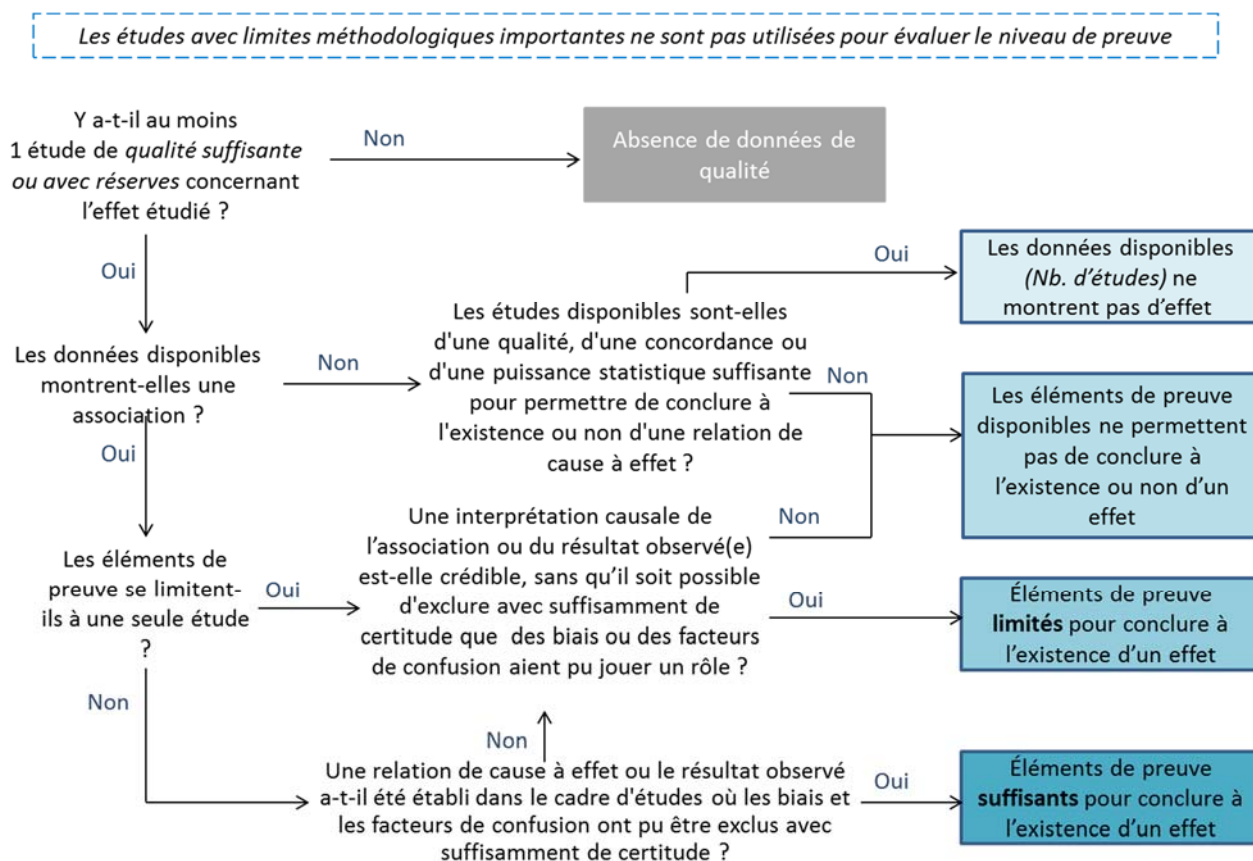 Les études avec limites méthodologiques importantes ne sont pas utilisées pour évaluer le niveau de preuve
Y a-t-il au moins
1 étude de qualité suffisante
ou avec réserves concernant
l'effet étudié ?
Non
Absence de données de
qualité
Oui
Les données disponibles
montrent-elles une
association ?
Non
Les études disponibles sont-elles
d'une qualité, d'une concordance ou
d'une puissance statistique suffisante
pour permettre de conclure à
l'existence ou non d'une relation de
cause à effet ?
Oui
Les données disponibles
(Nb. d'études) ne
montrent pas d'effet
Non
Les éléments de preuve
disponibles ne permettent
pas de conclure à
l'existence ou non d'un
effet
Oui
Les éléments de
preuve se limitent-
ils à une seule étude
?
Oui
Une interprétation causale de
l'association ou du résultat observé(e)
est-elle crédible, sans qu'il soit possible
d'exclure avec suffisamment de
certitude que des biais ou des facteurs
de confusion aient pu jouer un rôle ?
Non
Oui
Éléments de preuve
limités pour conclure à
l'existence d'un effet
Non
Non
Une relation de cause à effet ou le résultat observé
a-t-il été établi dans le cadre d'études où les biais et
les facteurs de confusion ont pu être exclus avec
suffisamment de certitude ?
Oui
Éléments de preuve
suffisants pour conclure à
l'existence d'un effet